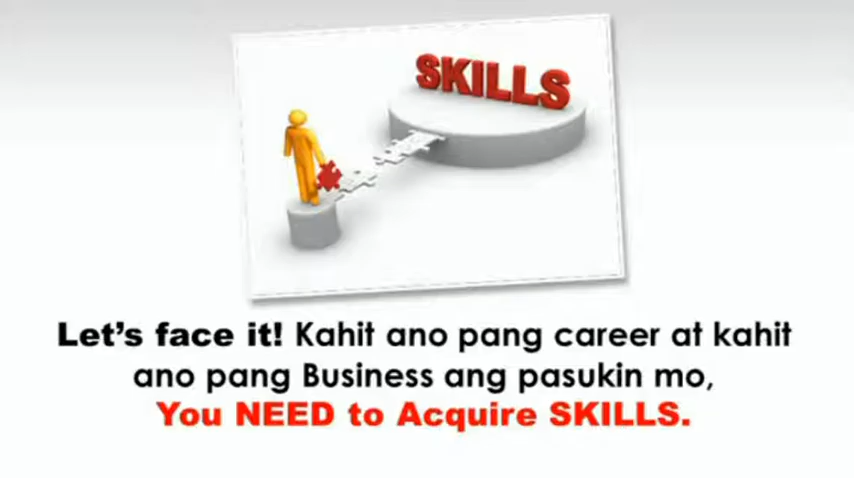 SKILLS
Let's face it! Kahit ano pang career at kahit
ano pang Business ang pasukin mo,
You NEED to Acquire SKILLS.